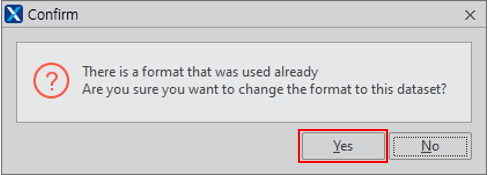 Confirm
There is a format that was used already
Are you sure you want to change the format to this dataset?
Yes
No